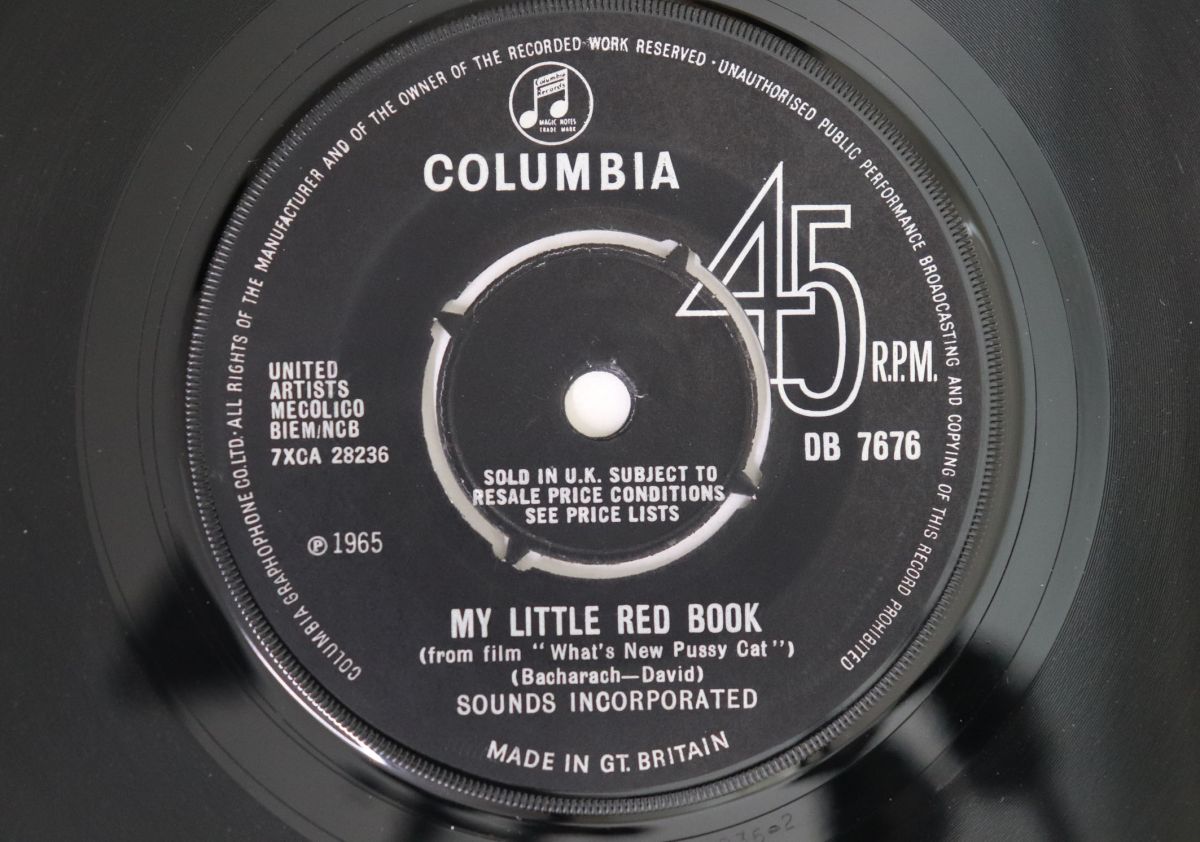 COLUMBIA GRAPHOPHONE CO. LTD. · ALL RIGHTS OF THE MANUFACTURER AND OF THE OWNER OF THE RECORDED WORK RESERVED · UNAUTHORISED PUBLIC PERFORMANCE BROADCASTING AND COPYING OF THIS RECORD PROHIBITED
Columbia
Records
MAGIC NOTES
TRADE MARK
COLUMBIA
45
R.P.M.
UNITED
ARTISTS
MECOLICO
BIEM/NCB
7XCA 28236
DB 7676
SOLD IN U.K. SUBJECT TO
RESALE PRICE CONDITIONS
SEE PRICE LISTS
℗ 1965
MY LITTLE RED BOOK
(from film "What's New Pussy Cat")
(Bacharach—David)
SOUNDS INCORPORATED
MADE IN GT. BRITAIN